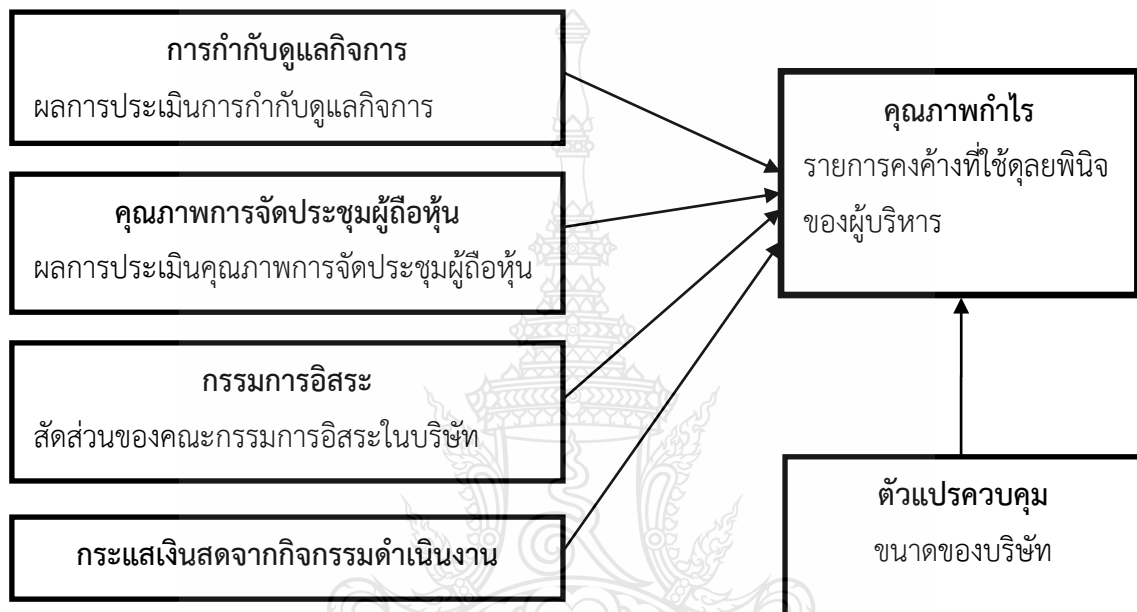 การกำกับดูแลกิจการ
ผลการประเมินการกำกับดูแลกิจการ
คุณภาพการจัดประชุมผู้ถือหุ้น
ผลการประเมินคุณภาพการจัดประชุมผู้ถือหุ้น
กรรมการอิสระ
สัดส่วนของคณะกรรมการอิสระในบริษัท
กระแสเงินสดจากกิจกรรมดำเนินงาน
คุณภาพกำไร
รายการคงค้างที่ใช้ดุลยพินิจ
ของผู้บริหาร
ตัวแปรควบคุม
ขนาดของบริษัท